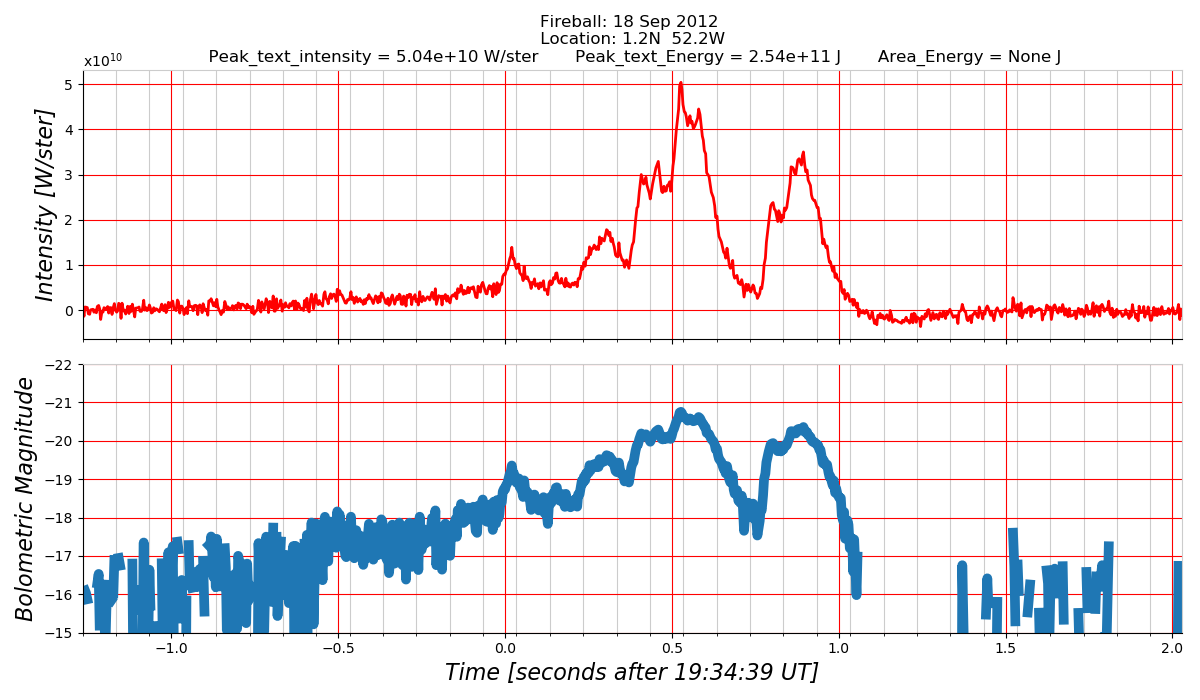 Fireball: 18 Sep 2012
Location: 1.2N  52.2W
Peak_text_intensity = 5.04e+10 W/ster       Peak_text_Energy = 2.54e+11 J       Area_Energy = None J
x10¹⁰
5
4
3
2
1
0
Intensity [W/ster]
−22
−21
−20
−19
−18
−17
−16
−15
Bolometric Magnitude
−1.0 −0.5 0.0 0.5 1.0 1.5 2.0
Time [seconds after 19:34:39 UT]